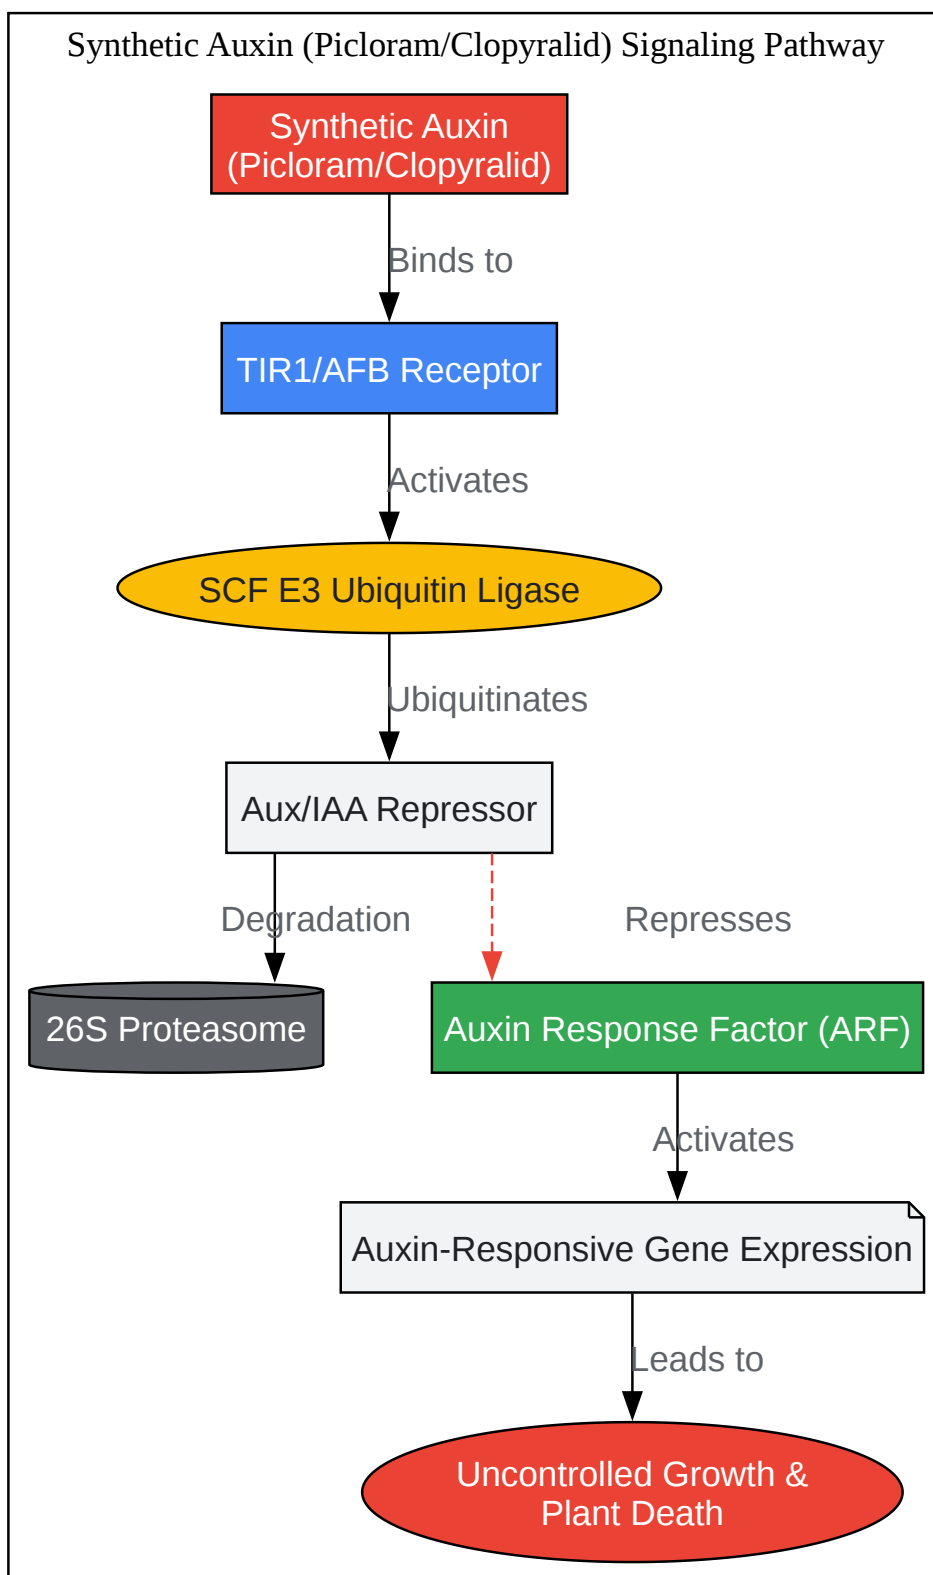 Synthetic Auxin (Picloram/Clopyralid) Signaling Pathway
Synthetic Auxin
(Picloram/Clopyralid)
Binds to
TIR1/AFB Receptor
Activates
SCF E3 Ubiquitin Ligase
Ubiquitinates
Aux/IAA Repressor
Degradation
Represses
26S Proteasome
Auxin Response Factor (ARF)
Activates
Auxin-Responsive Gene Expression
Leads to
Uncontrolled Growth &
Plant Death